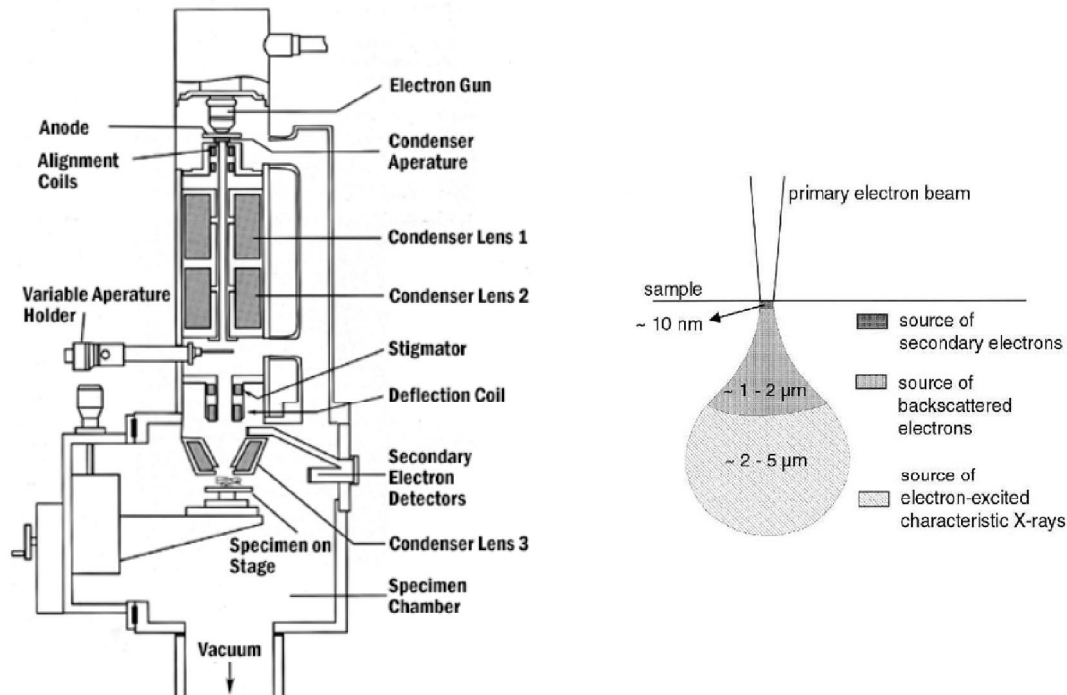 Electron Gun
Anode
Condenser
Aperature
Alignment
Coils
Condenser Lens 1
Variable Aperature
Holder
Condenser Lens 2
Stigmator
Deflection Coil
Secondary
Electron
Detectors
Specimen on
Stage
Condenser Lens 3
Specimen
Chamber
Vacuum
primary electron beam
sample
~ 10 nm
source of
secondary electrons
~ 1 - 2 µm
source of
backscattered
electrons
~ 2 - 5 µm
source of
electron-excited
characteristic X-rays